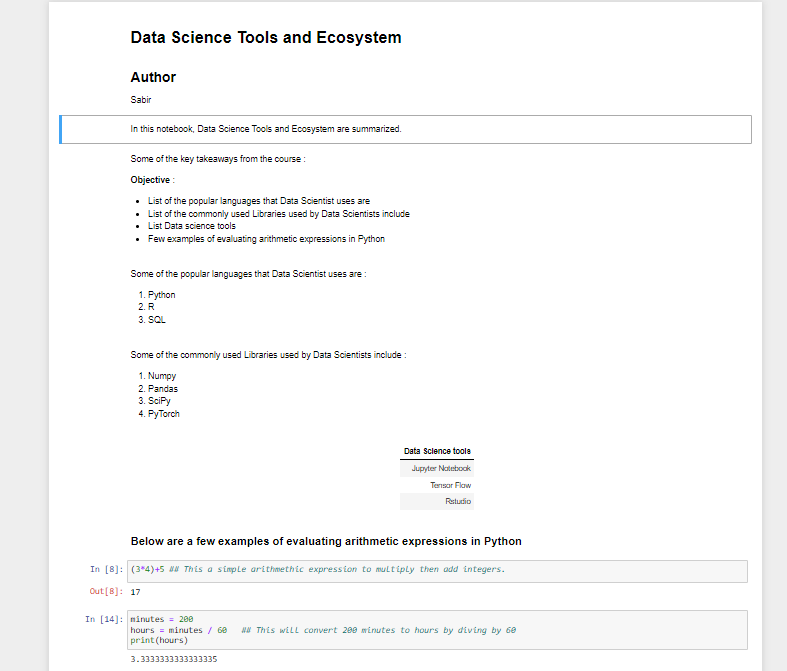 Data Science Tools and Ecosystem
Author
Sabir
In this notebook, Data Science Tools and Ecosystem are summarized.
Some of the key takeaways from the course :
Objective :
• List of the popular languages that Data Scientist uses are
• List of the commonly used Libraries used by Data Scientists include
• List Data science tools
• Few examples of evaluating arithmetic expressions in Python
Some of the popular languages that Data Scientist uses are :
1. Python
2. R
3. SQL
Some of the commonly used Libraries used by Data Scientists include :
1. Numpy
2. Pandas
3. SciPy
4. PyTorch
Data Science tools
Jupyter Notebook
Tensor Flow
Rstudio
Below are a few examples of evaluating arithmetic expressions in Python
In [8]: (3*4)+5 ## This a simple arithmethic expression to multiply then add integers.
Out[8]: 17
In [14]: minutes = 200
hours = minutes / 60 ## This will convert 200 minutes to hours by diving by 60
print(hours)
3.3333333333333335